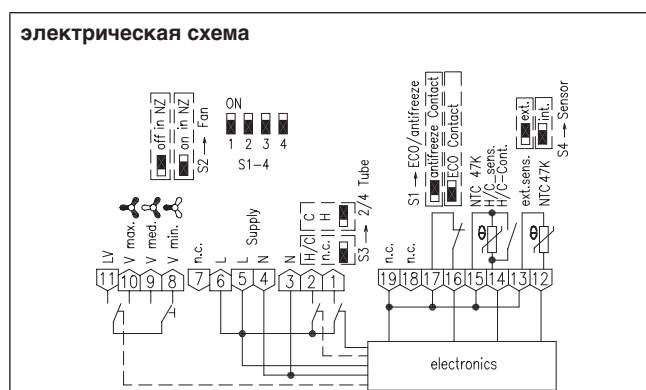 электрическая схема
off in NZ
on in NZ
S2 → Fan
ON
1 2 3 4
S1-4
S1 → ECO/antifreeze
antifreeze Contact
ECO Contact
NTC 47K
H/C_sens.
H/C-Cont.
ext.
int.
S4 → Sensor
ext.sens.
NTC 47K
LV
V max.
V med.
V min.
n.c.
L
L
Supply
N
N
H/C
C
n.c.
H
S3 → 2/4 Tube
n.c.
n.c.
11 10 9 8 7 6 5 4 3 2 1 19 18 17 16 15 14 13 12
electronics